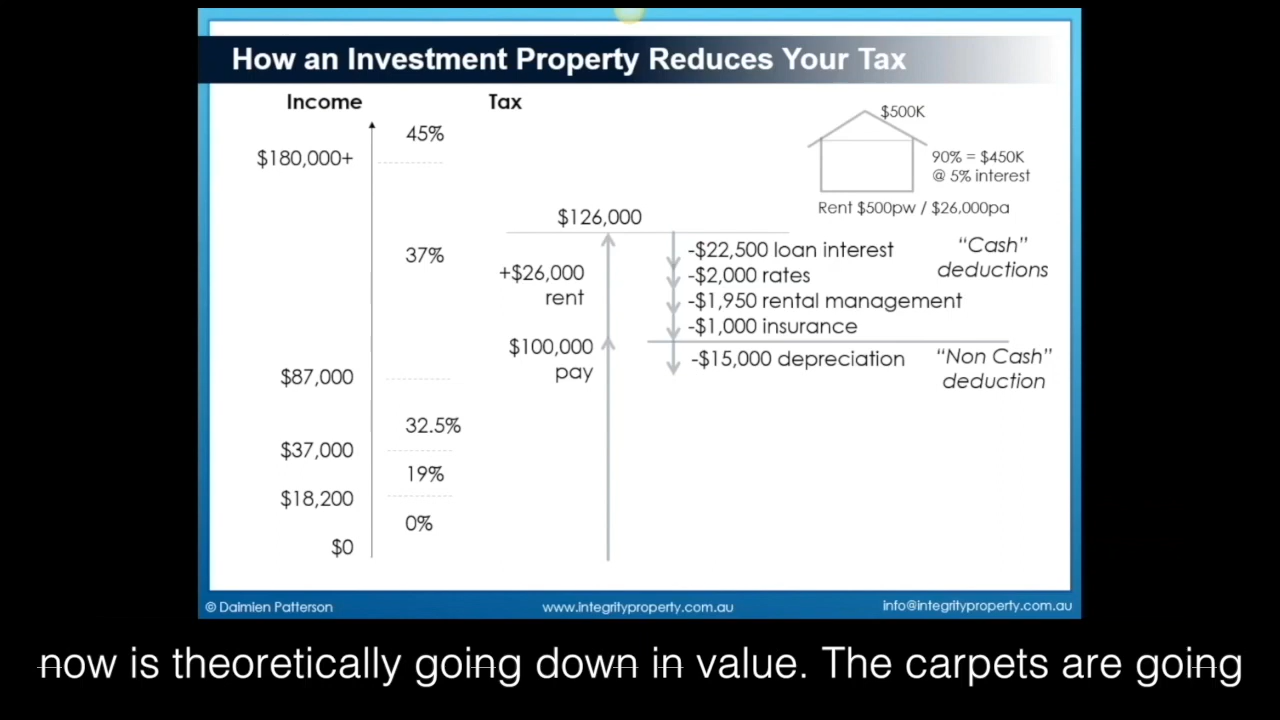 How an Investment Property Reduces Your Tax
Income
Tax
45%
$180,000+
37%
$87,000
32.5%
$37,000
19%
$18,200
0%
$0
$126,000
+$26,000
rent
$100,000
pay
$500K
90% = $450K
@ 5% interest
Rent $500pw / $26,000pa
-$22,500 loan interest
-$2,000 rates
-$1,950 rental management
-$1,000 insurance
"Cash"
deductions
-$15,000 depreciation
"Non Cash"
deduction
© Daimien Patterson
www.integrityproperty.com.au
info@integrityproperty.com.au
now is theoretically going down in value. The carpets are going